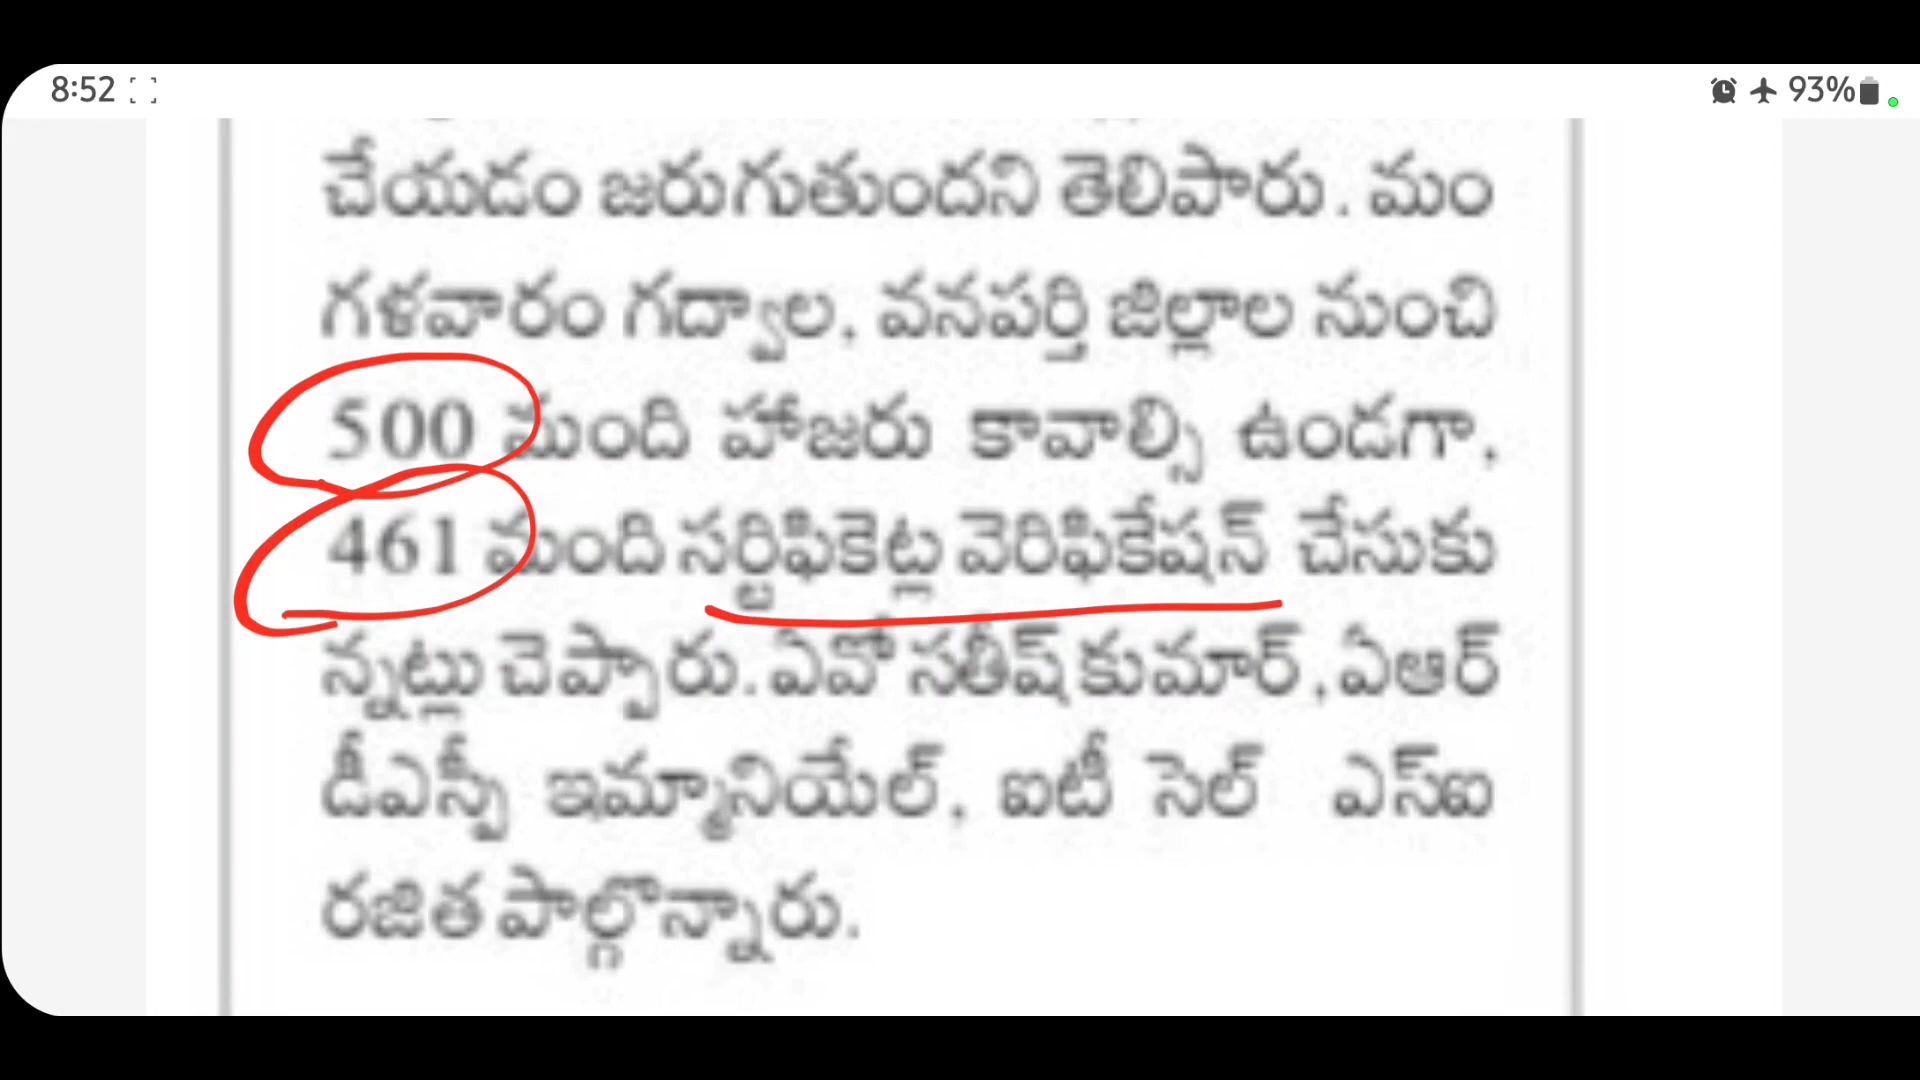 8:52
93%
చేయడం జరుగుతుందని తెలిపారు. మం
గళవారం గద్వాల, వనపర్తి జిల్లాల నుంచి
500 మంది హాజరు కావాల్సి ఉండగా,
461 మంది సర్టిఫికెట్ల వెరిఫికేషన్ చేసుకు
న్నట్లు చెప్పారు. ఏవో సతీష్ కుమార్, ఏఆర్
డీఎస్పీ ఇమ్మానియేల్, ఐటీ సెల్ ఎస్ఐ
రజిత పాల్గొన్నారు.